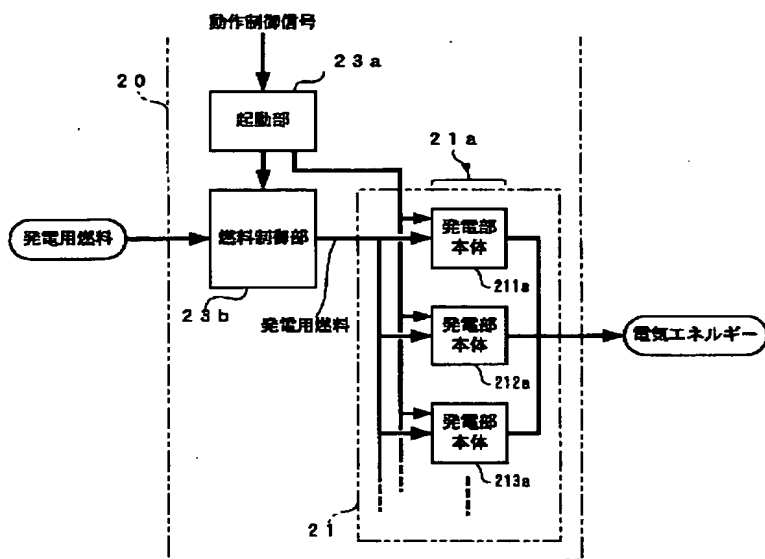 動作制御信号
23a
20
起動部
21a
発電用燃料
燃料制御部
発電部
本体
211a
23b
発電用燃料
発電部
本体
212a
電気エネルギー
発電部
本体
213a
21